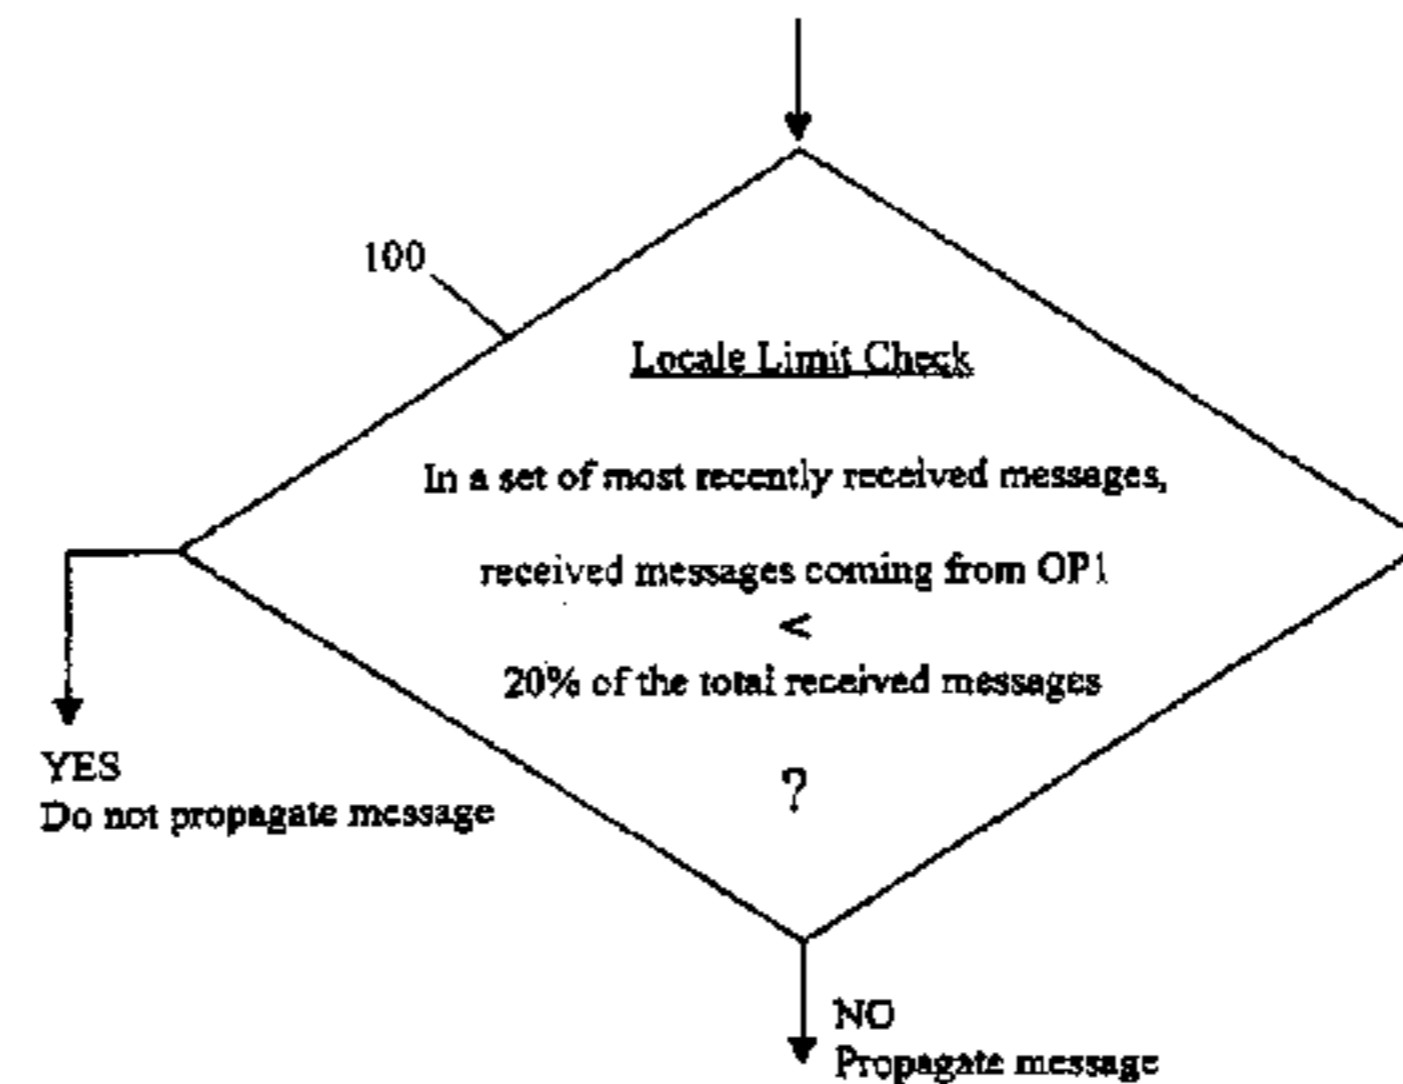 100
Locale Limit Check
In a set of most recently received messages,
received messages coming from OP1
<
20% of the total received messages
?
YES
Do not propagate message
NO
Propagate message